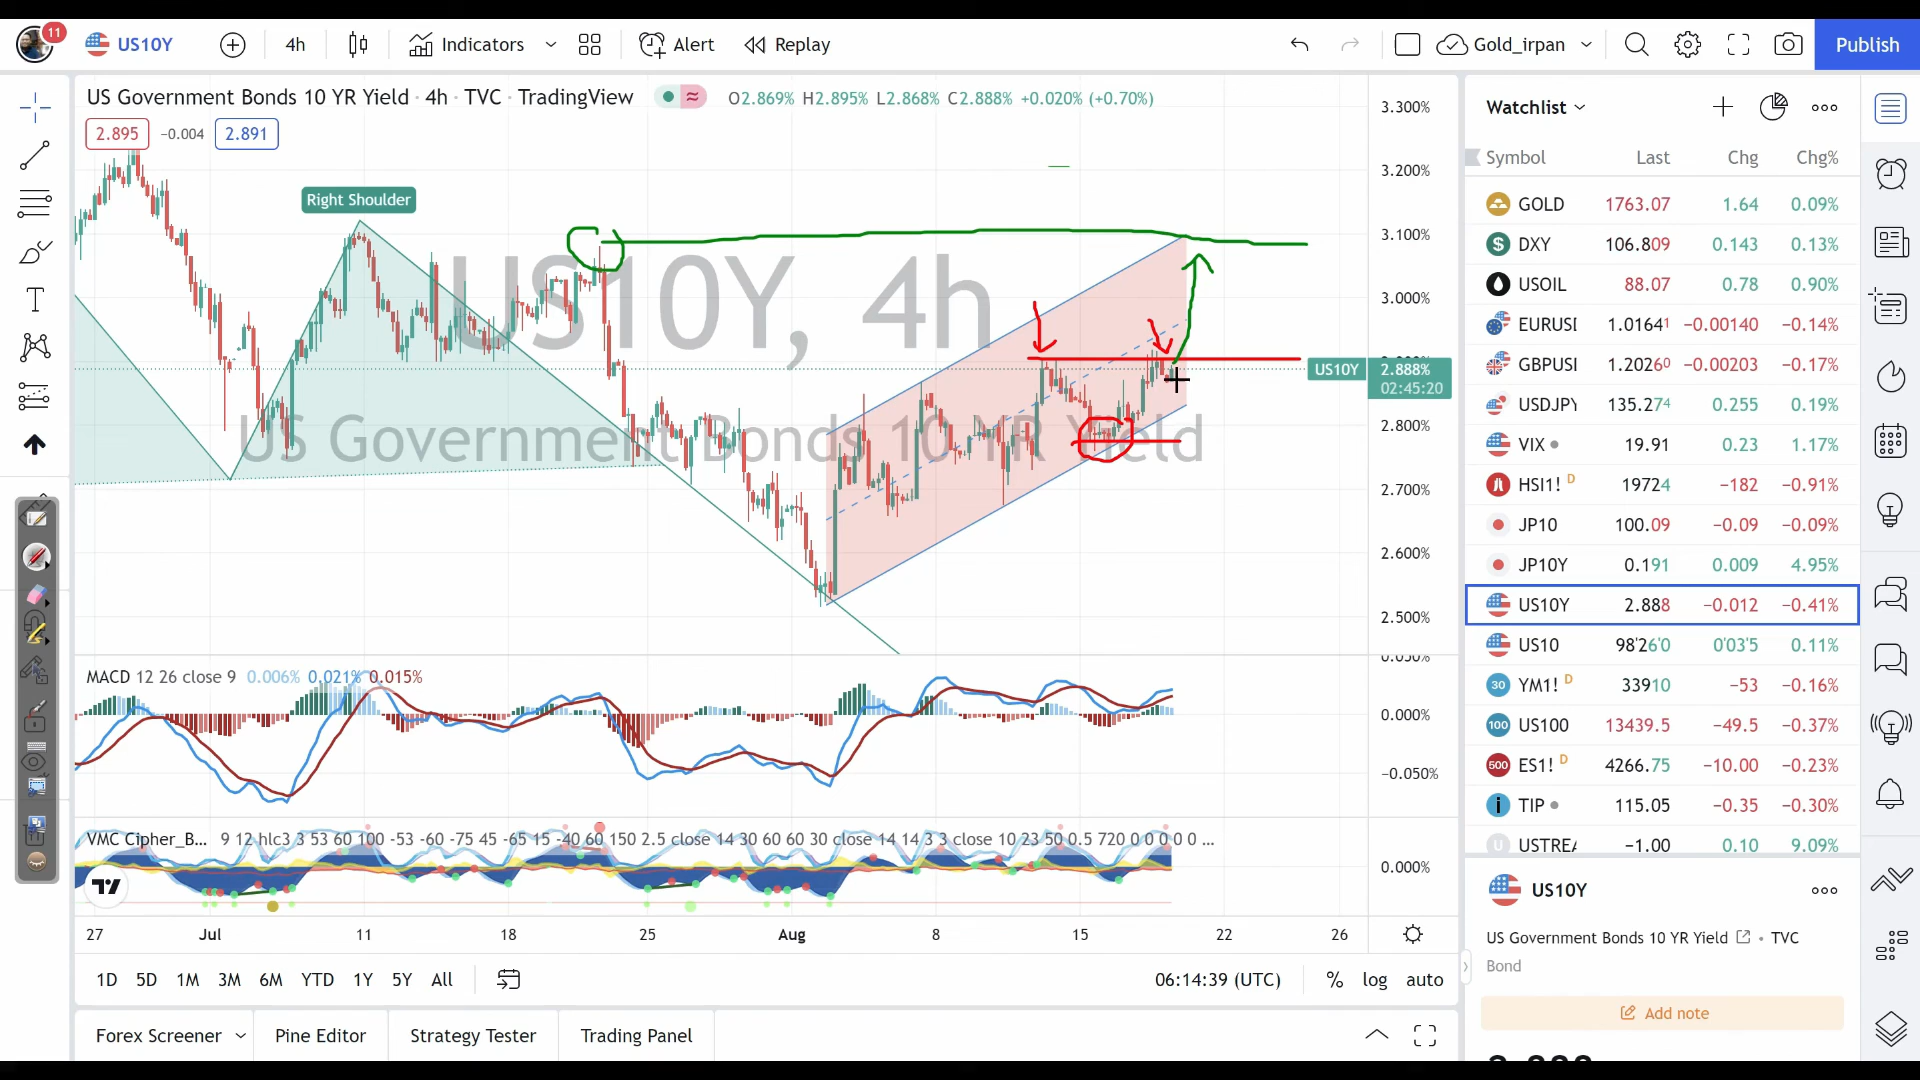 11
US10Y
4h
Indicators
Alert
Replay
Gold_irpan
Publish
US Government Bonds 10 YR Yield · 4h · TVC · TradingView
O2.869% H2.895% L2.868% C2.888% +0.020% (+0.70%)
2.895
−0.004
2.891
Right Shoulder
US10Y, 4h
US Government Bonds 10 YR Yield
3.300%
3.200%
3.100%
3.000%
US10Y
2.888%
02:45:20
2.800%
2.700%
2.600%
2.500%
MACD 12 26 close 9 0.006% 0.021% 0.015%
0.000%
−0.050%
VMC Cipher_B... 9 12 hlc3 3 53 60 100 -53 -60 -75 45 -65 15 -40 60 150 2.5 close 14 30 60 60 30 close 14 14 3 3 close 10 23 50 0.5 720 0 0 0 0 0 ...
0.000%
27 Jul 11 18 25 Aug 8 15 22 26
1D 5D 1M 3M 6M YTD 1Y 5Y All
06:14:39 (UTC)
% log auto
Forex Screener
Pine Editor
Strategy Tester
Trading Panel
Watchlist
Symbol Last Chg Chg%
GOLD 1763.07 1.64 0.09%
DXY 106.809 0.143 0.13%
USOIL 88.07 0.78 0.90%
EURUSI 1.01641 −0.00140 −0.14%
GBPUSI 1.20260 −0.00203 −0.17%
USDJPY 135.274 0.255 0.19%
VIX 19.91 0.23 1.17%
HSI1! D 19724 −182 −0.91%
JP10 100.09 −0.09 −0.09%
JP10Y 0.191 0.009 4.95%
US10Y 2.888 −0.012 −0.41%
US10 98'26'0 0'03'5 0.11%
30 YM1! D 33910 −53 −0.16%
100 US100 13439.5 −49.5 −0.37%
500 ES1! D 4266.75 −10.00 −0.23%
TIP 115.05 −0.35 −0.30%
U USTREA −1.00 0.10 9.09%
US10Y
US Government Bonds 10 YR Yield • TVC
Bond
Add note